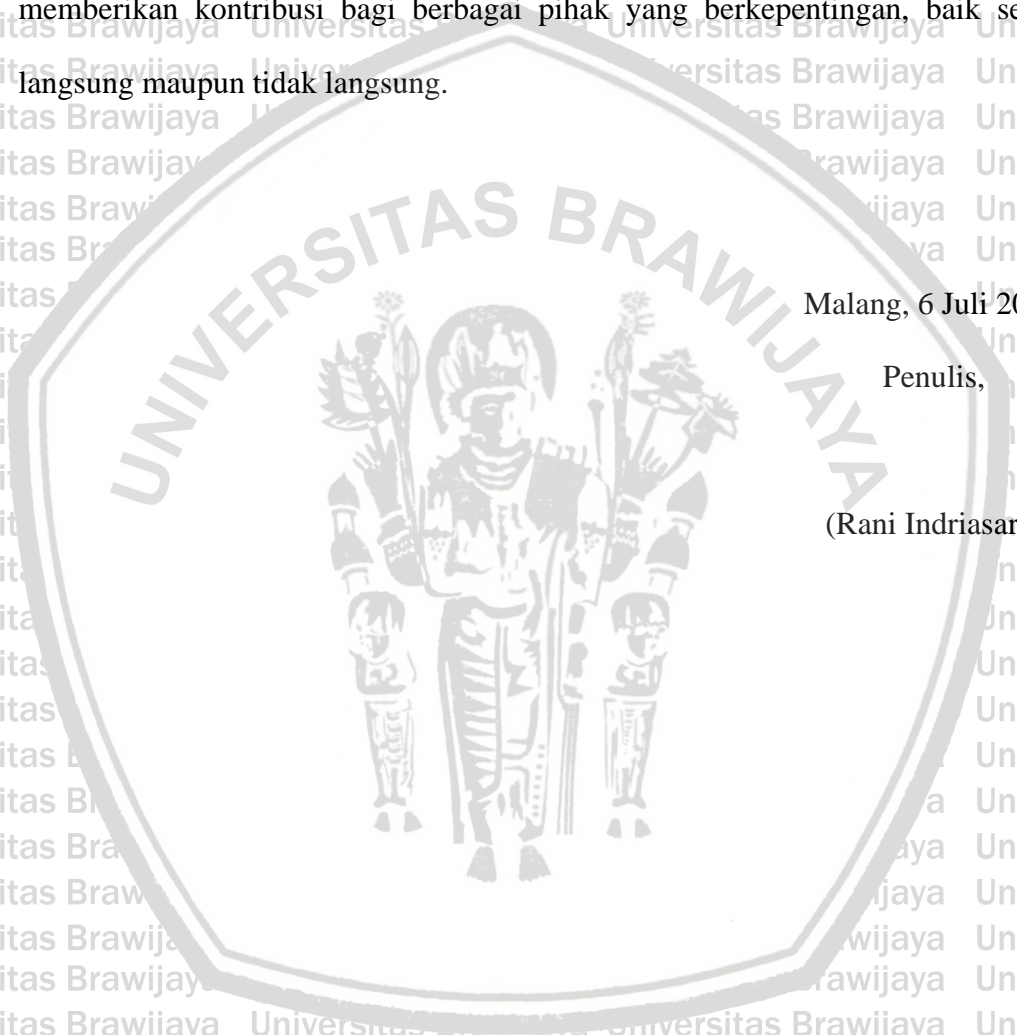 memberikan kontribusi bagi berbagai pihak yang berkepentingan, baik se
langsung maupun tidak langsung.
UNIVERSITAS BRAWIJAYA
Malang, 6 Juli 20
Penulis,
(Rani Indriasar